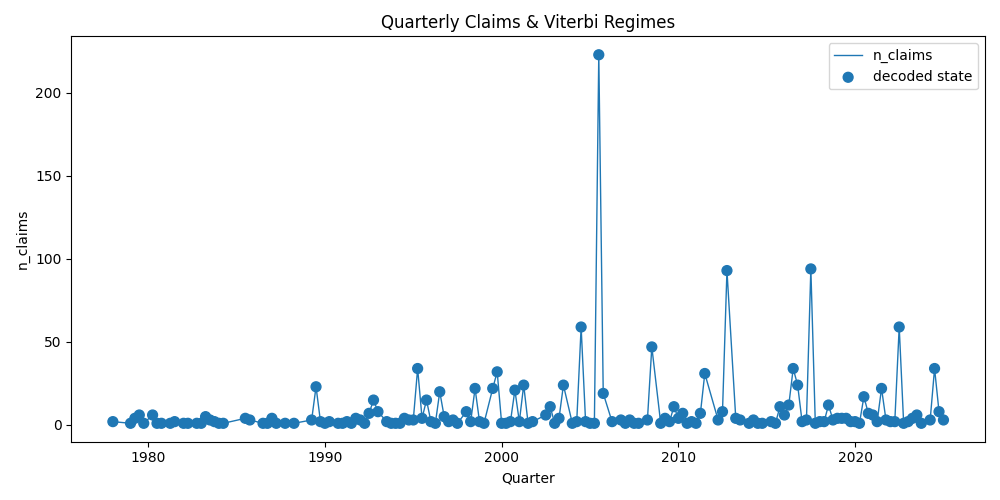 Quarterly Claims & Viterbi Regimes
n_claims
decoded state
n_claims
200
150
100
50
0
1980
1990
2000
2010
2020
Quarter